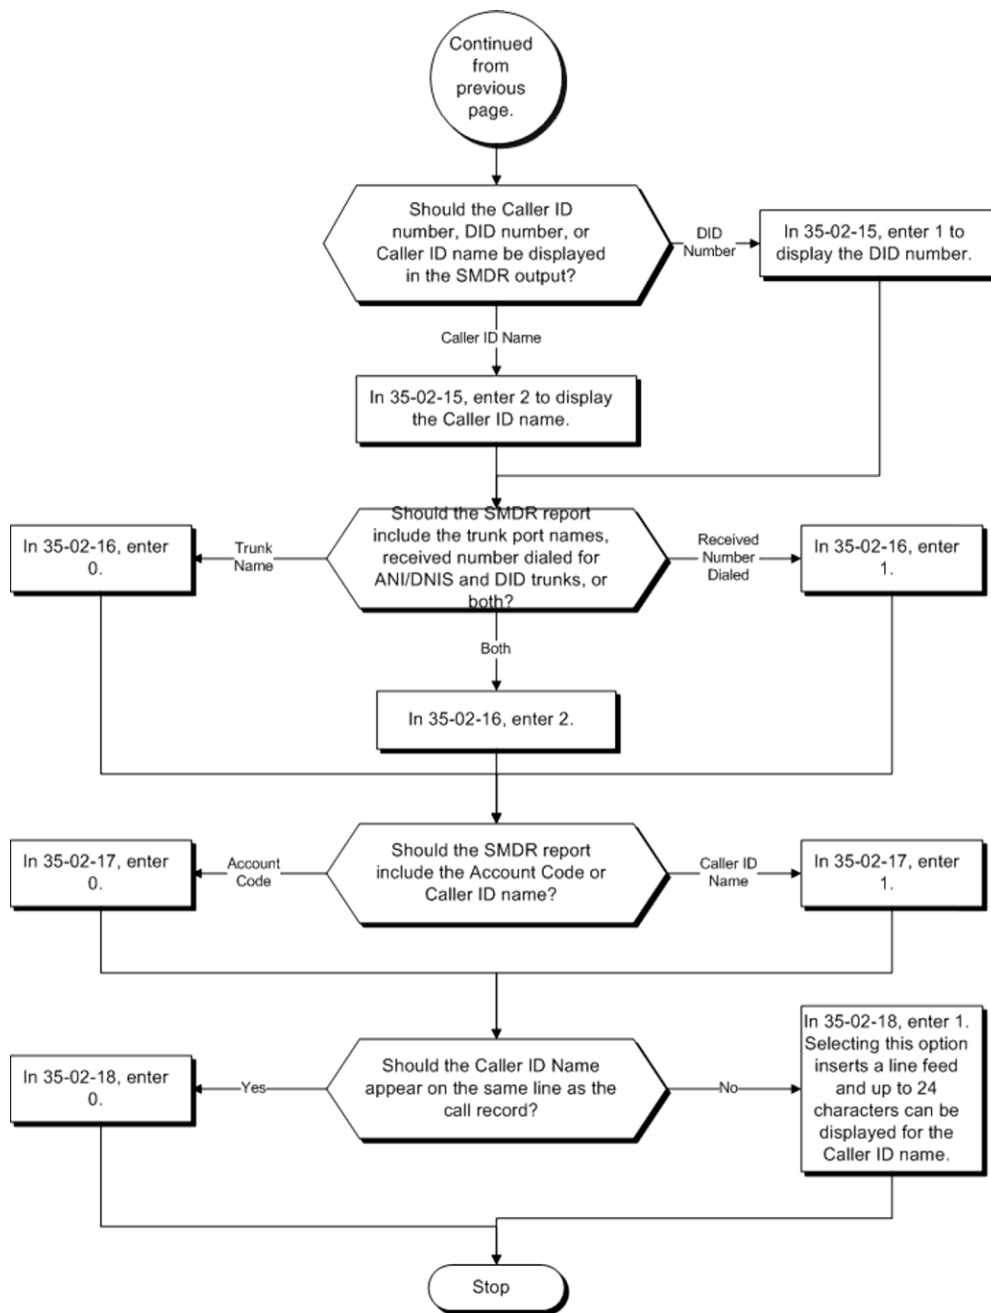 Continued
from
previous
page.
Should the Caller ID
number, DID number, or
Caller ID name be displayed
in the SMDR output?
DID
Number
In 35-02-15, enter 1 to
display the DID number.
Caller ID Name
In 35-02-15, enter 2 to display
the Caller ID name.
Should the SMDR report
include the trunk port names,
received number dialed for
ANI/DNIS and DID trunks, or
both?
Trunk
Name
In 35-02-16, enter
0.
Received
Number
Dialed
In 35-02-16, enter
1.
Both
In 35-02-16, enter 2.
Should the SMDR report
include the Account Code or
Caller ID name?
Account
Code
In 35-02-17, enter
0.
Caller ID
Name
In 35-02-17, enter
1.
Should the Caller ID Name
appear on the same line as the
call record?
Yes
In 35-02-18, enter
0.
No
In 35-02-18, enter 1.
Selecting this option
inserts a line feed
and up to 24
characters can be
displayed for the
Caller ID name.
Stop